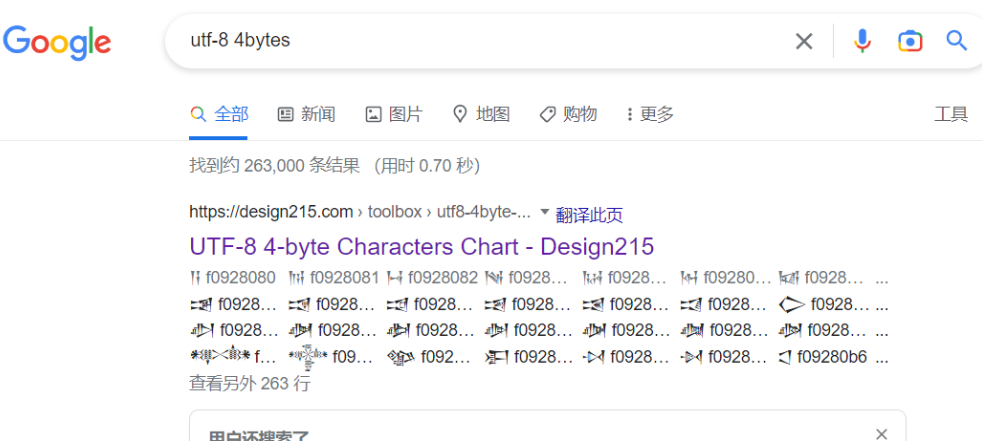 Google
utf-8 4bytes
全部 新闻 图片 地图 购物 更多 工具
找到约 263,000 条结果 （用时 0.70 秒）
https://design215.com › toolbox › utf8-4byte-... 翻译此页
UTF-8 4-byte Characters Chart - Design215
f0928080 f0928081 f0928082 f0928... f0928... f09280... f0928... ...
f0928... f0928... f0928... f0928... f0928... f0928... f0928... ...
f0928... f0928... f0928... f0928... f0928... f0928... f0928... ...
f... f09... f092... f0928... f0928... f0928... f09280b6 ...
查看另外 263 行
用户还搜索了